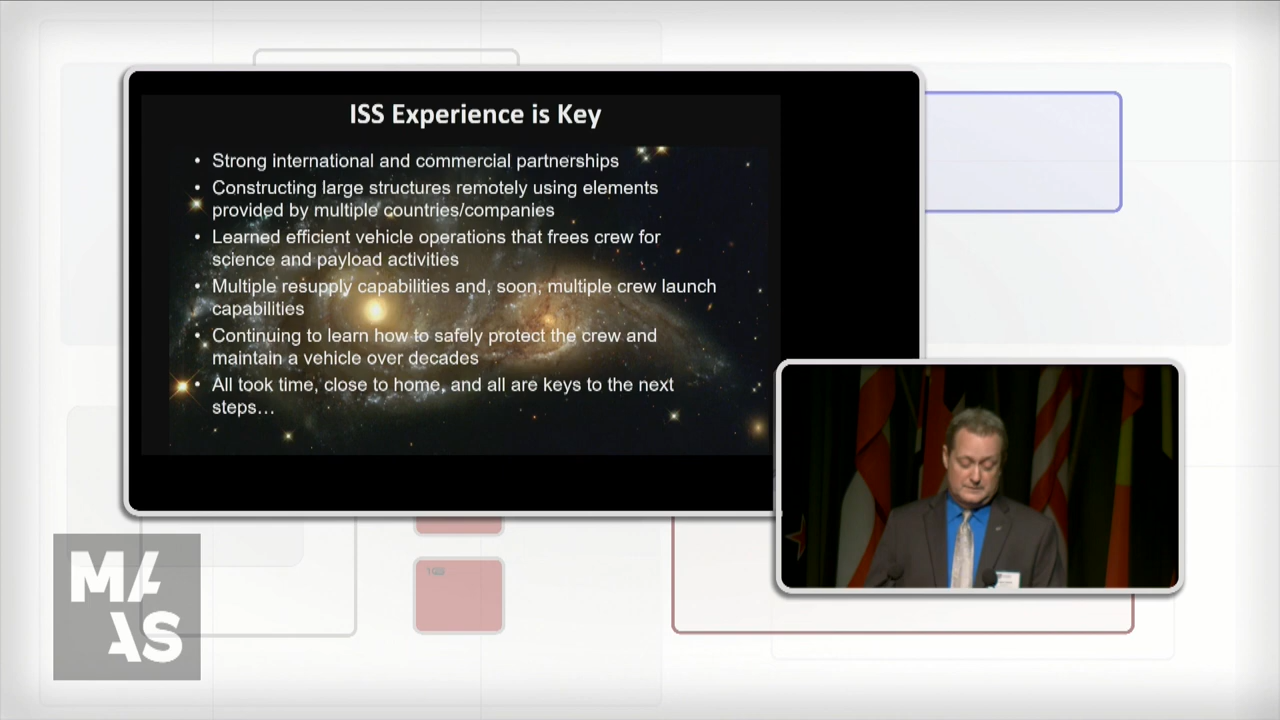 ISS Experience is Key
• Strong international and commercial partnerships
• Constructing large structures remotely using elements
provided by multiple countries/companies
• Learned efficient vehicle operations that frees crew for
science and payload activities
• Multiple resupply capabilities and, soon, multiple crew launch
capabilities
• Continuing to learn how to safely protect the crew and
maintain a vehicle over decades
• All took time, close to home, and all are keys to the next
steps…
MA
AS